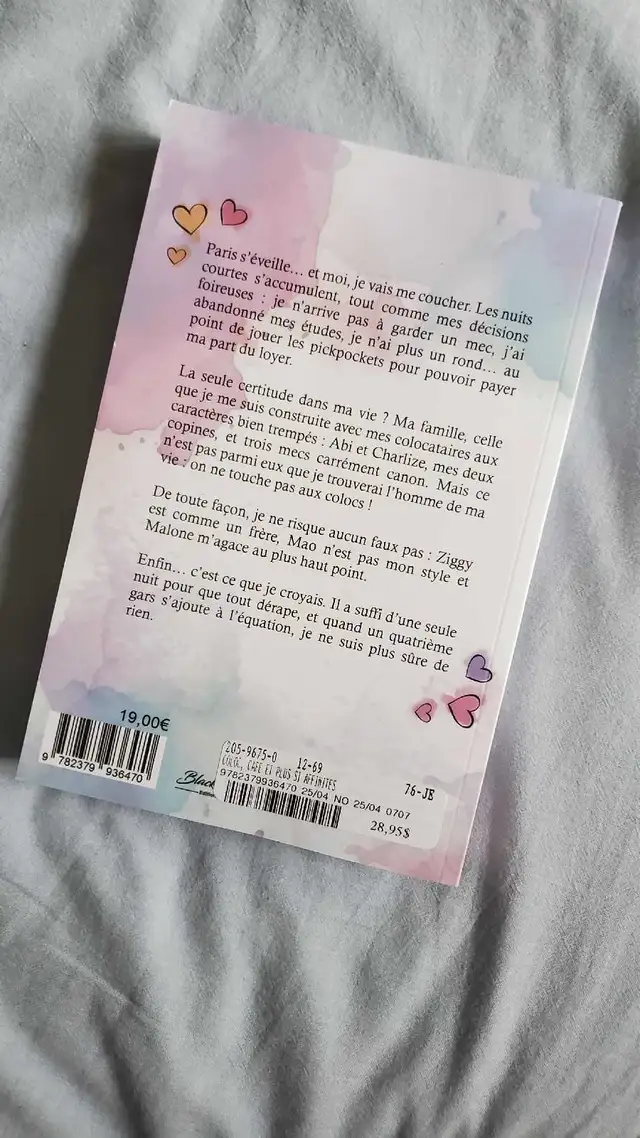 Paris s'éveille... et moi, je vais me coucher. Les nuits
courtes s'accumulent, tout comme mes décisions
foireuses : je n'arrive pas à garder un mec, j'ai
abandonné mes études, je n'ai plus un rond... au
point de jouer les pickpockets pour pouvoir payer
ma part du loyer.
La seule certitude dans ma vie ? Ma famille, celle
que je me suis construite avec mes colocataires aux
caractères bien trempés : Abi et Charlize, mes deux
copines, et trois mecs carrément canon. Mais ce
n'est pas parmi eux que je trouverai l'homme de ma
vie : on ne touche pas aux colocs !
De toute façon, je ne risque aucun faux pas : Ziggy
est comme un frère, Mao n'est pas mon style et
Malone m'agace au plus haut point.
Enfin... c'est ce que je croyais. Il a suffi d'une seule
nuit pour que tout dérape, et quand un quatrième
gars s'ajoute à l'équation, je ne suis plus sûre de
rien.
19,00€
9 782379 936470
Black
205-9675-0 12-69
COLOC, CAFE ET PLUS SI AFFINITES 76-JE
9782379936470 25/04 NO 25/04 0707
28,95$